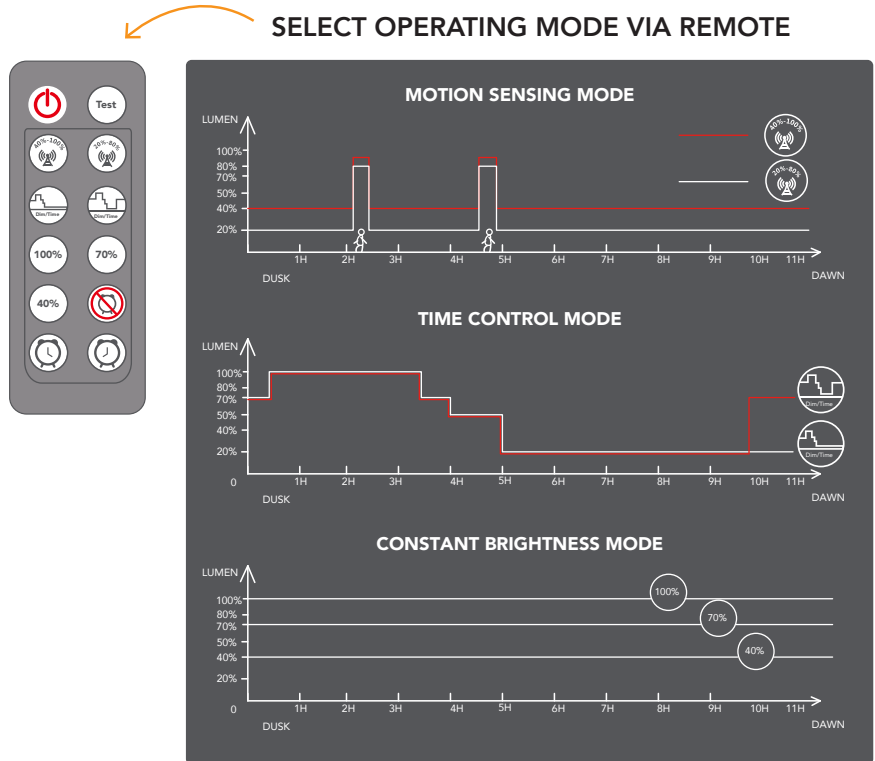 SELECT OPERATING MODE VIA REMOTE
Test
40%-100%
20%-80%
Dim/Time
Dim/Time
100%
70%
40%
MOTION SENSING MODE
LUMEN
100%
80%
70%
50%
40%
20%
40%-100%
20%-80%
1H 2H 3H 4H 5H 6H 7H 8H 9H 10H 11H
DUSK
DAWN
TIME CONTROL MODE
LUMEN
100%
80%
70%
50%
40%
20%
0
Dim/Time
Dim/Time
1H 2H 3H 4H 5H 6H 7H 8H 9H 10H 11H
DUSK
DAWN
CONSTANT BRIGHTNESS MODE
LUMEN
100%
80%
70%
50%
40%
20%
0
100%
70%
40%
1H 2H 3H 4H 5H 6H 7H 8H 9H 10H 11H
DUSK
DAWN